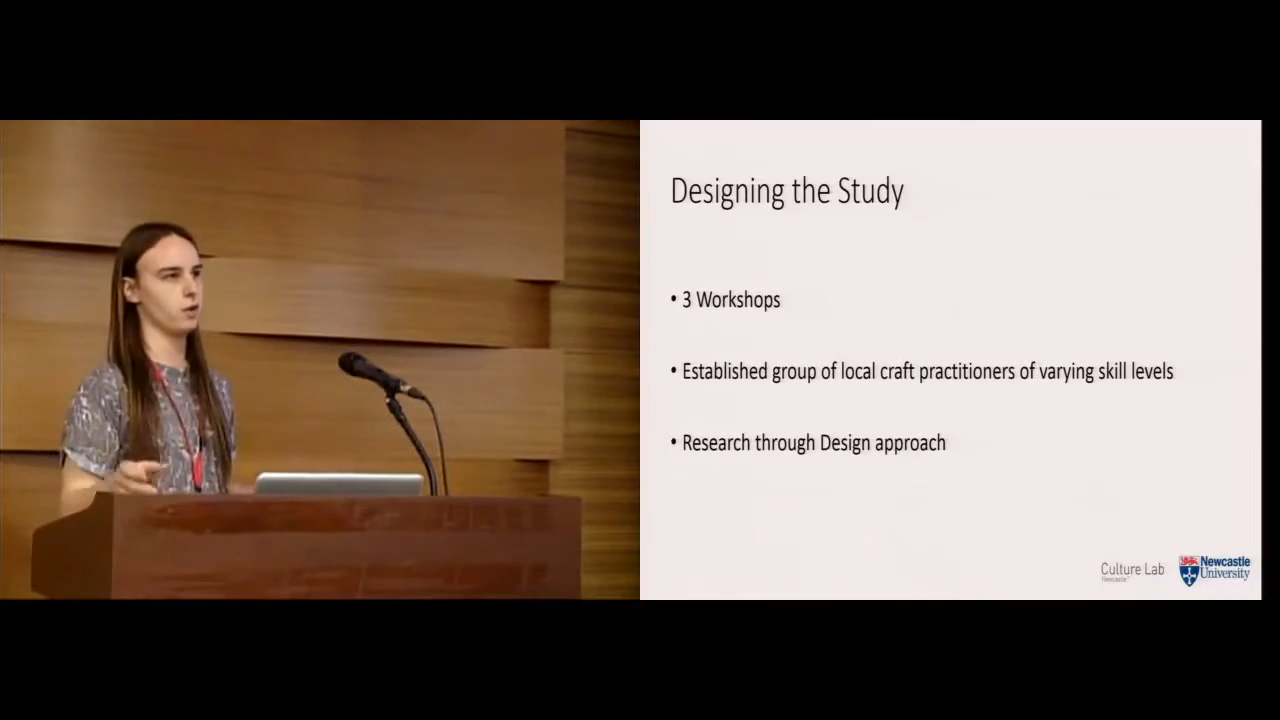 Designing the Study
• 3 Workshops
• Established group of local craft practitioners of varying skill levels
• Research through Design approach
Culture Lab
Newcastle
Newcastle
University